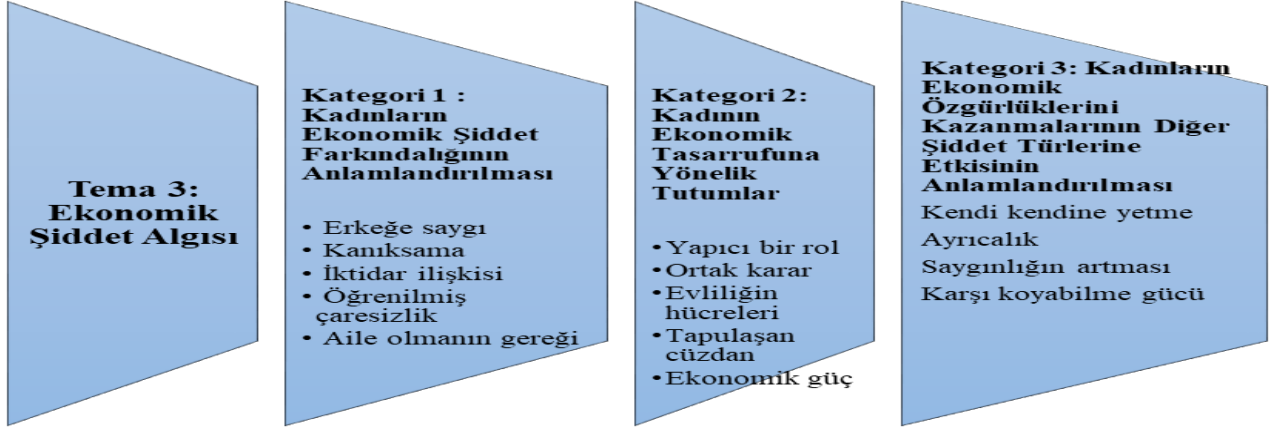 Tema 3:
Ekonomik
Şiddet Algısı
Kategori 1 :
Kadınların
Ekonomik Şiddet
Farkındalığının
Anlamlandırılması
• Erkeğe saygı
• Kanıksama
• İktidar ilişkisi
• Öğrenilmiş
çaresizlik
• Aile olmanın gereği
Kategori 2:
Kadının
Ekonomik
Tasarrufuna
Yönelik
Tutumlar
•Yapıcı bir rol
•Ortak karar
•Evliliğin
hücreleri
•Tapulaşan
cüzdan
•Ekonomik güç
Kategori 3: Kadınların
Ekonomik
Özgürlüklerini
Kazanmalarının Diğer
Şiddet Türlerine
Etkisinin
Anlamlandırılması
Kendi kendine yetme
Ayrıcalık
Saygınlığın artması
Karşı koyabilme gücü